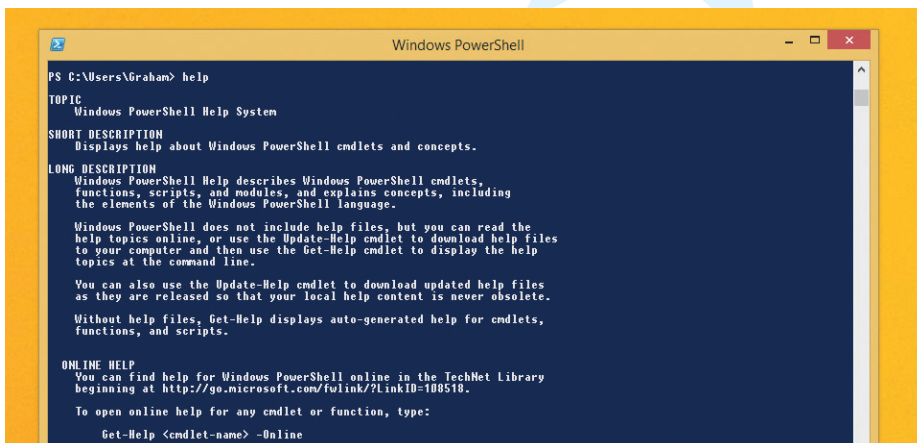 Windows PowerShell
PS C:\Users\Graham> help
TOPIC
Windows PowerShell Help System
SHORT DESCRIPTION
Displays help about Windows PowerShell cmdlets and concepts.
LONG DESCRIPTION
Windows PowerShell Help describes Windows PowerShell cmdlets,
functions, scripts, and modules, and explains concepts, including
the elements of the Windows PowerShell language.
Windows PowerShell does not include help files, but you can read the
help topics online, or use the Update-Help cmdlet to download help files
to your computer and then use the Get-Help cmdlet to display the help
topics at the command line.
You can also use the Update-Help cmdlet to download updated help files
as they are released so that your local help content is never obsolete.
Without help files, Get-Help displays auto-generated help for cmdlets,
functions, and scripts.
ONLINE HELP
You can find help for Windows PowerShell online in the TechNet Library
beginning at http://go.microsoft.com/fwlink/?LinkID=108518.
To open online help for any cmdlet or function, type:
Get-Help <cmdlet-name> -Online